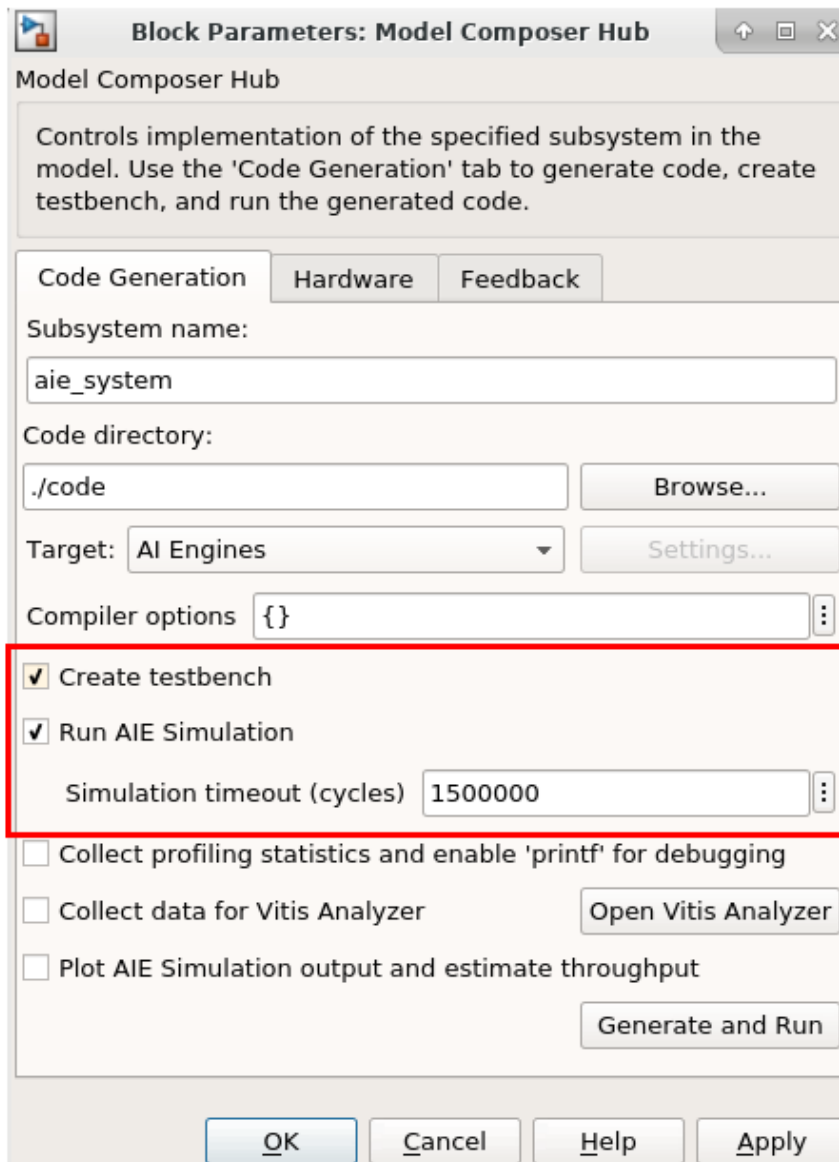 Block Parameters: Model Composer Hub
Model Composer Hub
Controls implementation of the specified subsystem in the
model. Use the 'Code Generation' tab to generate code, create
testbench, and run the generated code.
Code Generation Hardware Feedback
Subsystem name:
aie_system
Code directory:
./code Browse...
Target: AI Engines Settings...
Compiler options {}
Create testbench
Run AIE Simulation
Simulation timeout (cycles) 1500000
Collect profiling statistics and enable 'printf' for debugging
Collect data for Vitis Analyzer Open Vitis Analyzer
Plot AIE Simulation output and estimate throughput
Generate and Run
OK Cancel Help Apply